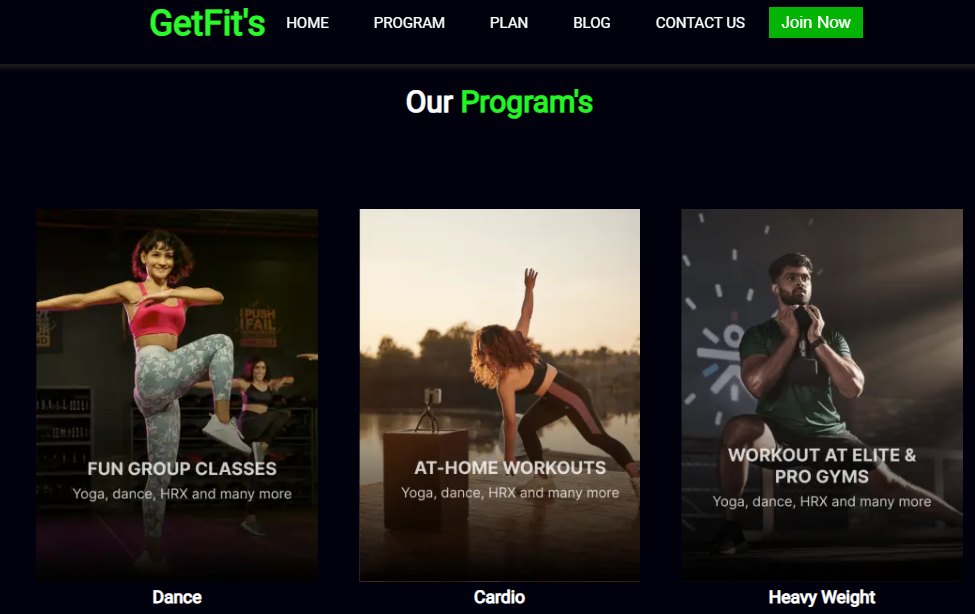 GetFit's HOME PROGRAM PLAN BLOG CONTACT US Join Now
Our Program's
I PUSH
FAIL
FUN GROUP CLASSES
Yoga, dance, HRX and many more
AT-HOME WORKOUTS
Yoga, dance, HRX and many more
WORKOUT AT ELITE &
PRO GYMS
Yoga, dance, HRX and many more
Dance
Cardio
Heavy Weight